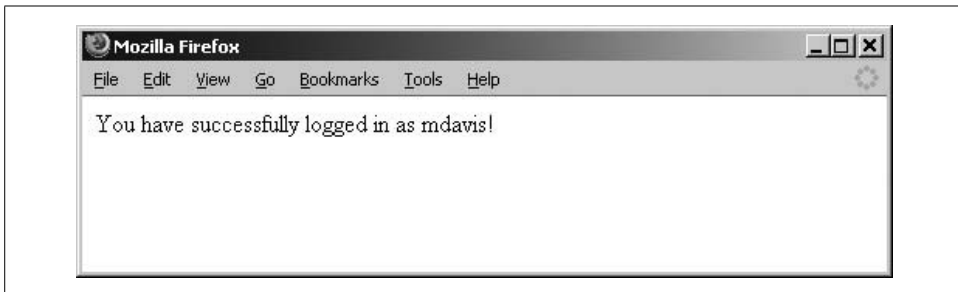 Mozilla Firefox
File Edit View Go Bookmarks Tools Help
You have successfully logged in as mdavis!